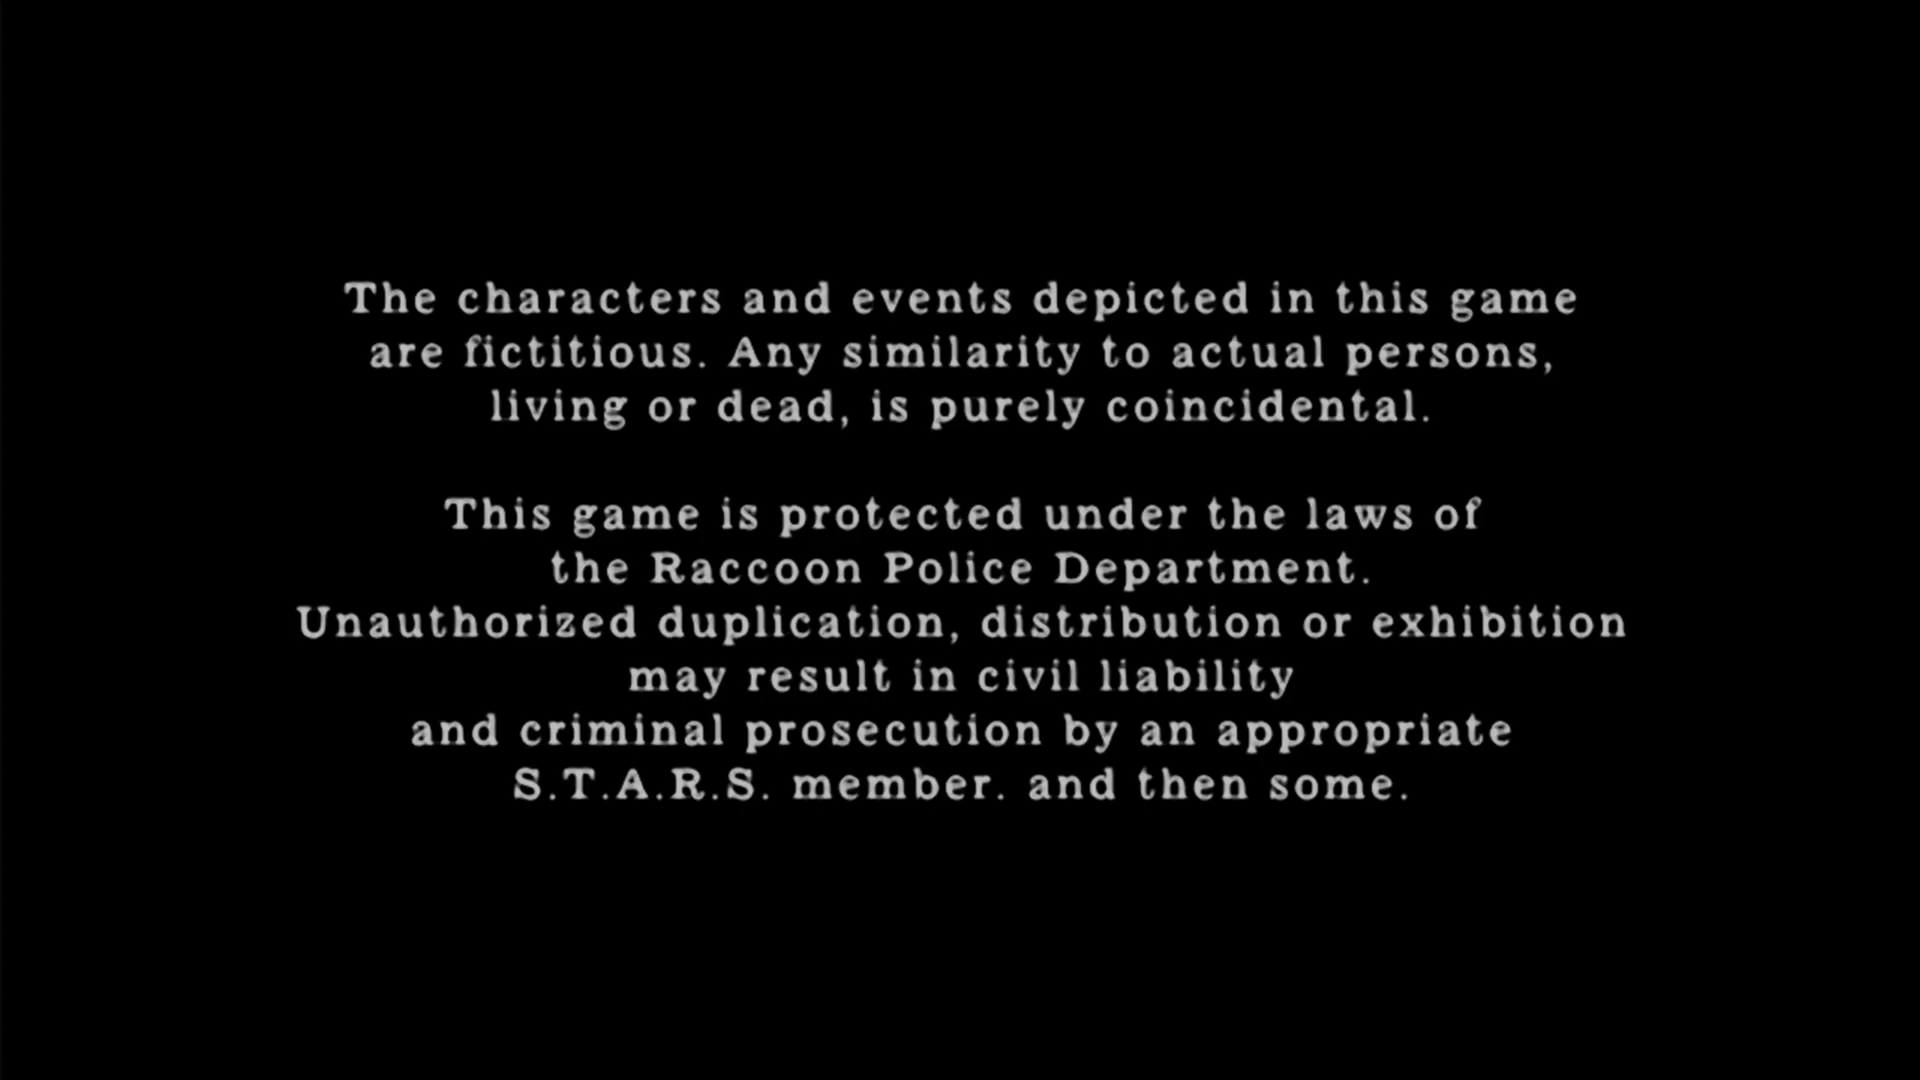 The characters and events depicted in this game
are fictitious. Any similarity to actual persons,
living or dead, is purely coincidental.
This game is protected under the laws of
the Raccoon Police Department.
Unauthorized duplication, distribution or exhibition
may result in civil liability
and criminal prosecution by an appropriate
S.T.A.R.S. member. and then some.